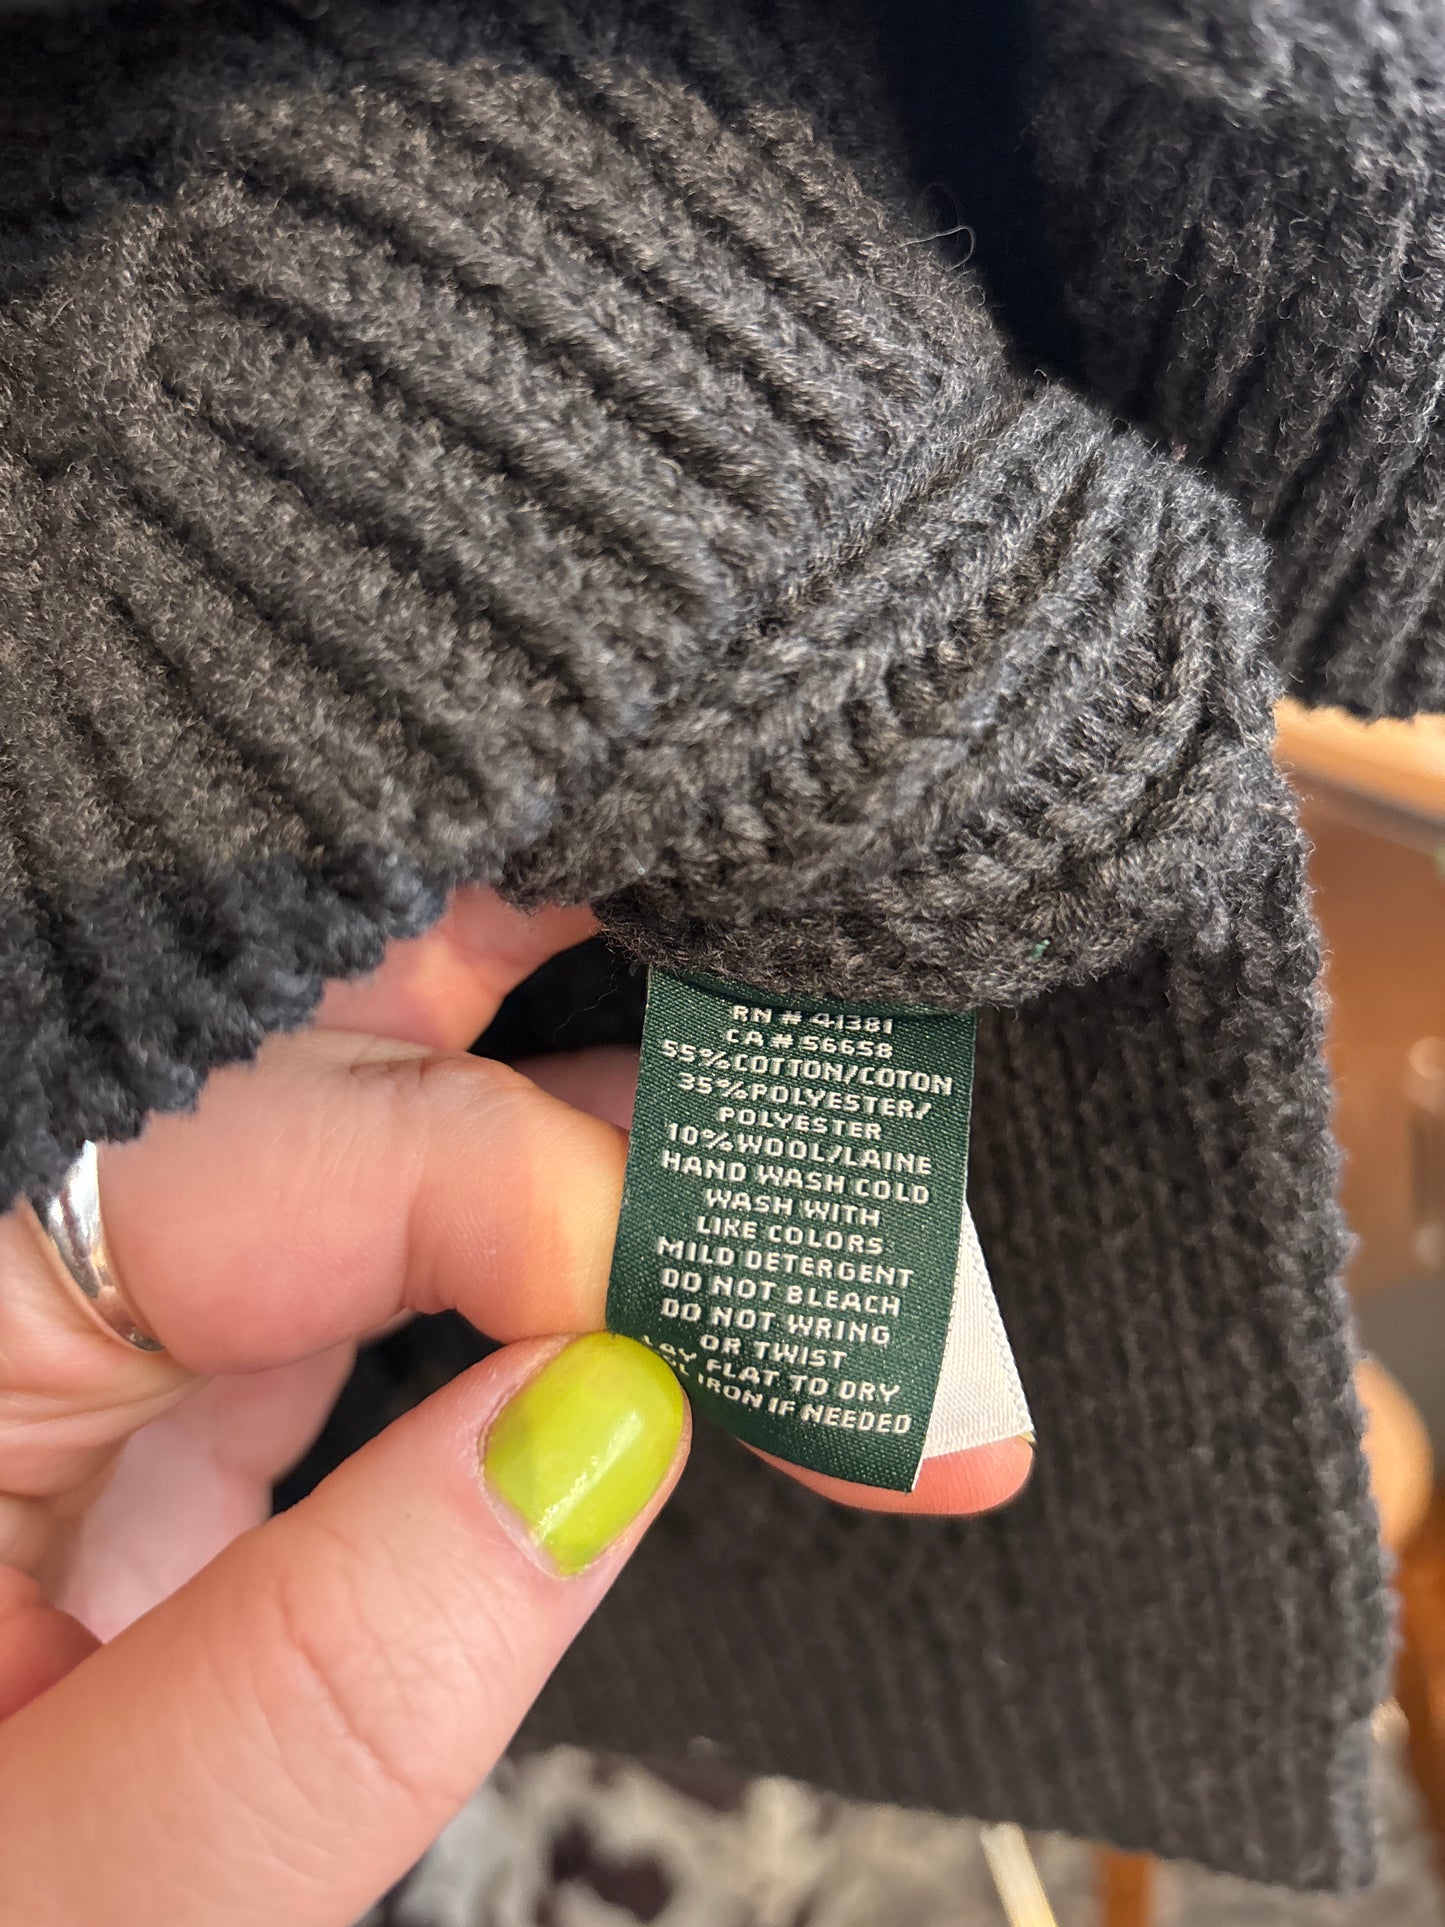 RN # 41381
CA # 56658
55% COTTON/COTON
35% POLYESTER/
POLYESTER
10% WOOL/LAINE
HAND WASH COLD
WASH WITH
LIKE COLORS
MILD DETERGENT
DO NOT BLEACH
DO NOT WRING
OR TWIST
FLAT TO DRY
IRON IF NEEDED